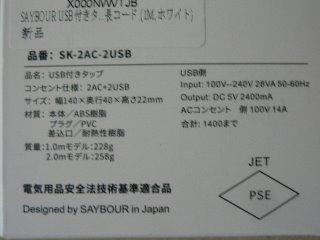 X000NWVTJB
SAYBOUR USB付きタ...長コード (1M, ホワイト)
新品
品番: SK-2AC-2USB
品名：USB付きタップ
コンセント仕様：2AC+2USB
サイズ：幅140×奥行40×高さ22mm
材質：本体／ABS樹脂
プラグ／PVC
差込口／耐熱性樹脂
質量：1.0mモデル：228g
2.0mモデル：258g
USB側
Input: 100V--240V 28VA 50-60Hz
Output: DC 5V 2400mA
ACコンセント 側：100V 14A
合計：1400まで
電気用品安全法技術基準適合品
Designed by SAYBOUR in Japan
JET
PSE